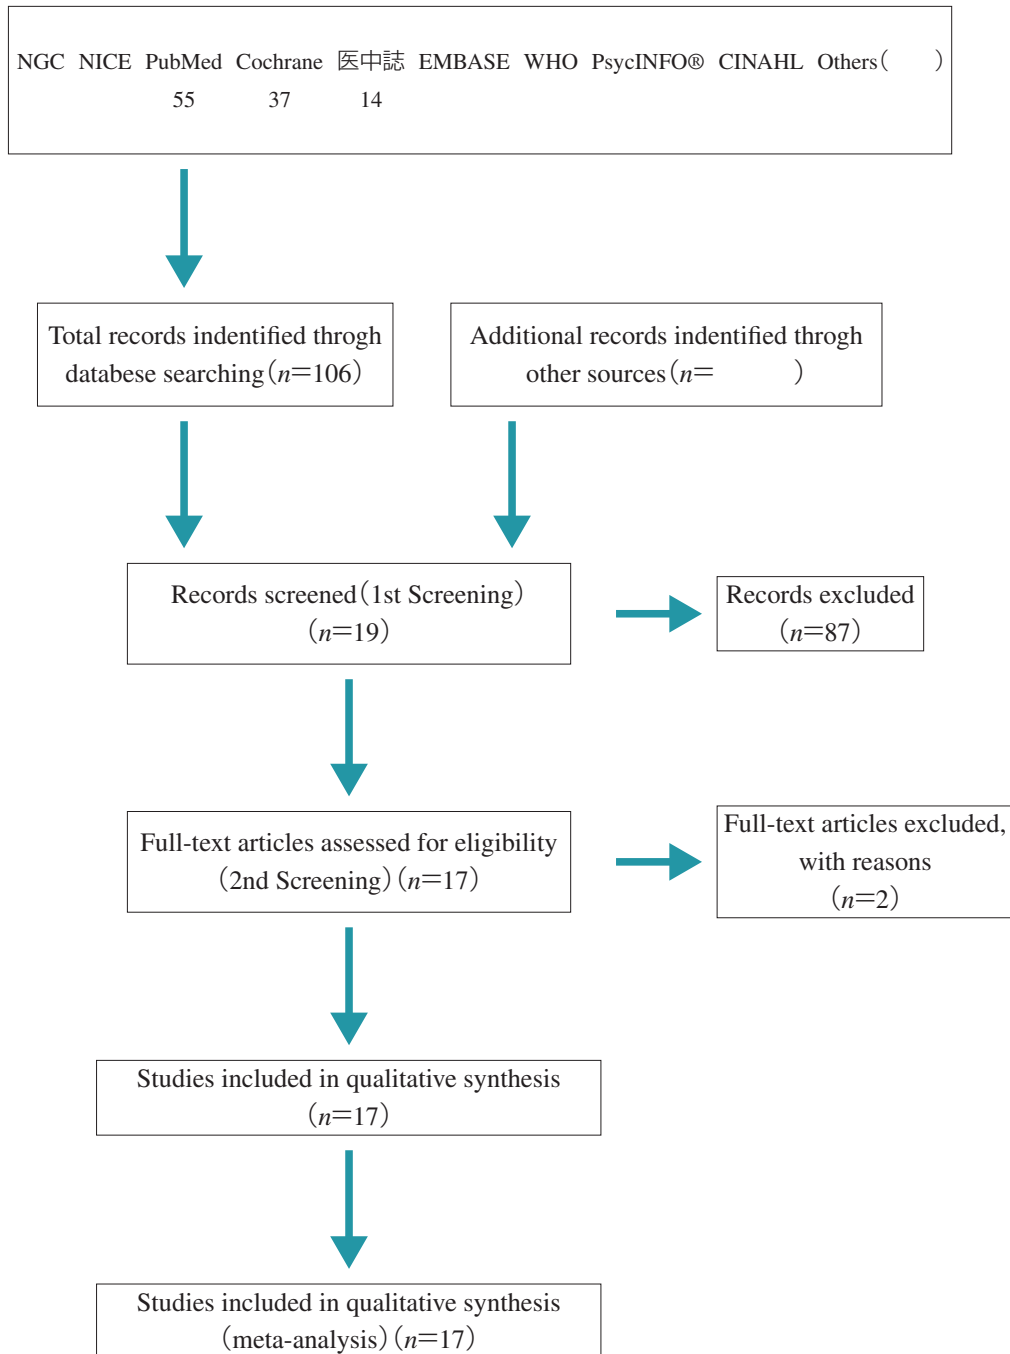 NGC NICE PubMed Cochrane 医中誌 EMBASE WHO PsycINFO® CINAHL Others( )
55 37 14
Total records indentified throgh
databese searching(n=106)
Additional records indentified throgh
other sources(n= )
Records screened(1st Screening)
(n=19)
Records excluded
(n=87)
Full-text articles assessed for eligibility
(2nd Screening)(n=17)
Full-text articles excluded,
with reasons
(n=2)
Studies included in qualitative synthesis
(n=17)
Studies included in qualitative synthesis
(meta-analysis)(n=17)